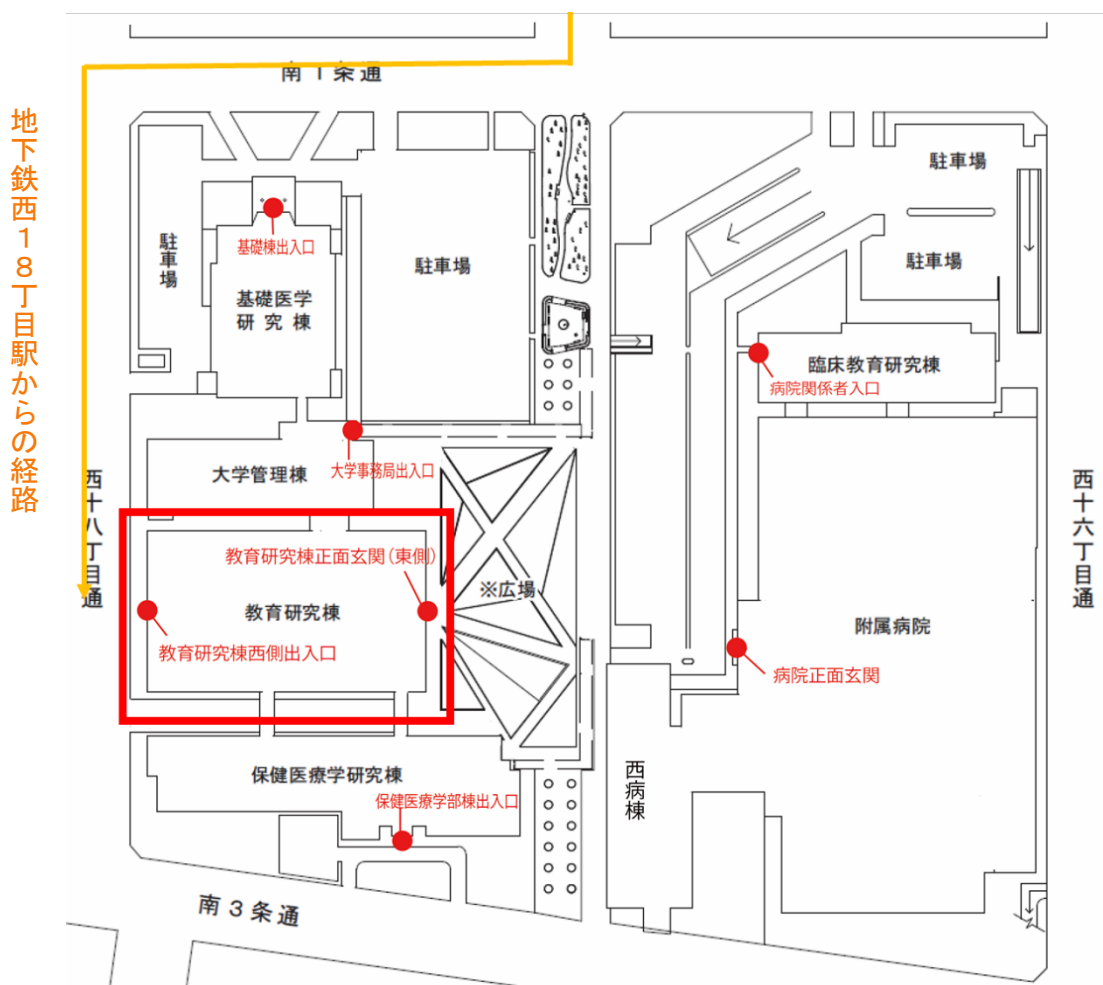 南1条通
地下鉄西18丁目駅からの経路
駐車場
駐車場
駐車場
駐車場
基礎棟出入口
基礎医学
研究棟
臨床教育研究棟
病院関係者入口
大学事務局出入口
大学管理棟
西十八丁目通
西十六丁目通
教育研究棟正面玄関(東側)
※広場
教育研究棟
教育研究棟西側出入口
附属病院
病院正面玄関
保健医療学研究棟
西病棟
保健医療学部棟出入口
南3条通